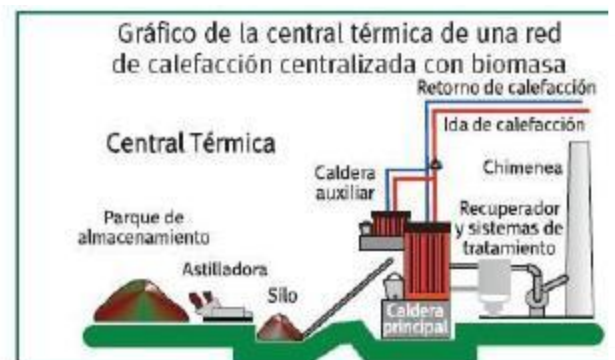 Gráfico de la central térmica de una red
de calefacción centralizada con biomasa
Retorno de calefacción
Ida de calefacción
Central Térmica
Chimenea
Caldera
auxiliar
Recuperador
y sistemas de
tratamiento
Parque de
almacenamiento
Astilladora
Silo
Caldera
principal